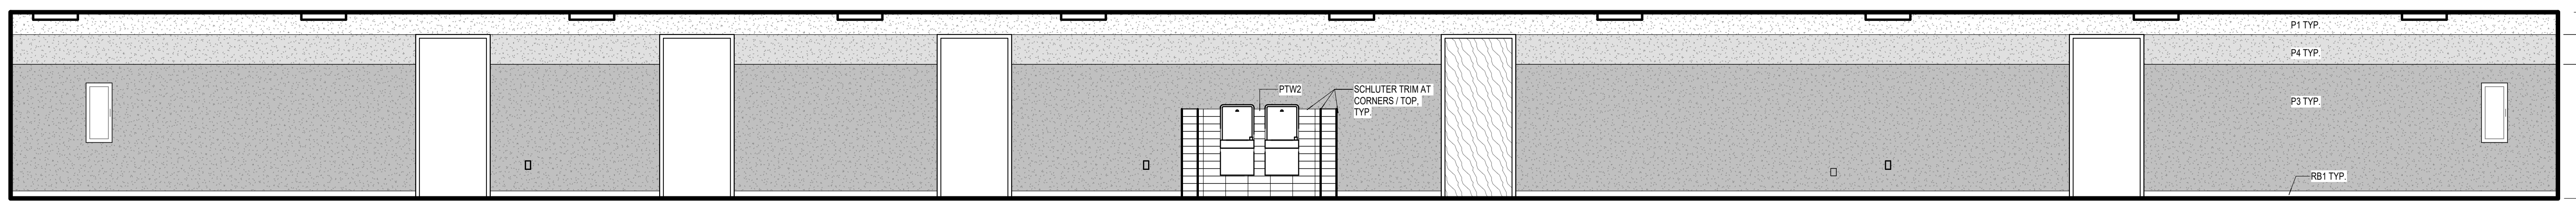 P1 TYP.
P4 TYP.
PTW2
SCHLUTER TRIM AT
CORNERS / TOP,
TYP.
P3 TYP.
RB1 TYP.